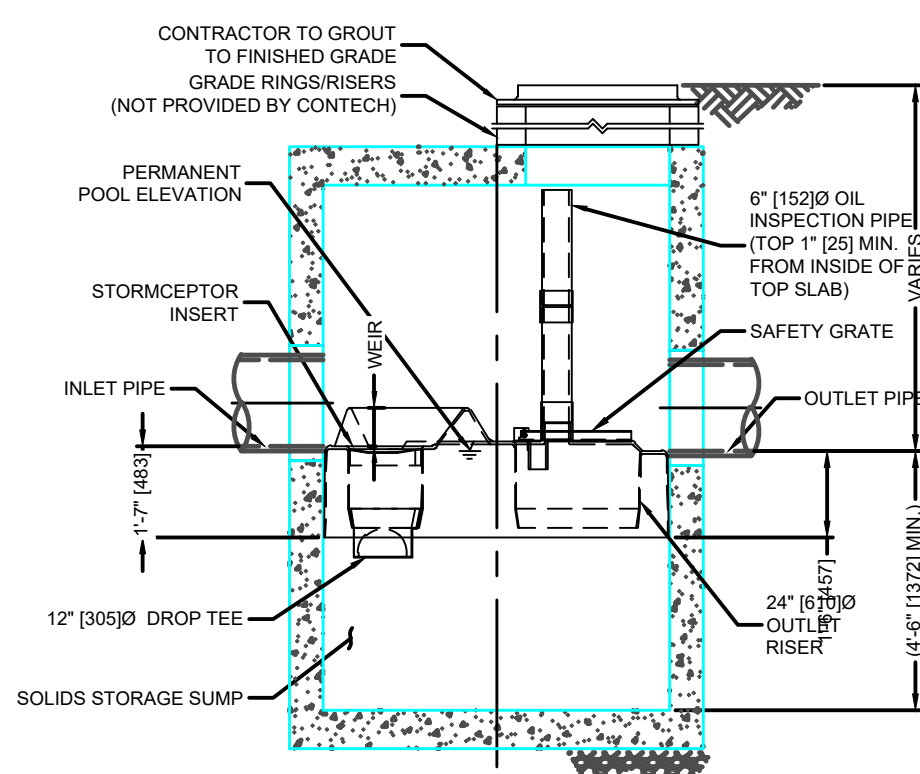 CONTRACTOR TO GROUT
TO FINISHED GRADE
GRADE RINGS/RISERS
(NOT PROVIDED BY CONTECH)
PERMANENT
POOL ELEVATION
STORMCEPTOR
INSERT
WEIR
INLET PIPE
1'-7" [483]
12" [305]Ø DROP TEE
SOLIDS STORAGE SUMP
6" [152]Ø OIL
INSPECTION PIPE
(TOP 1" [25] MIN.
FROM INSIDE OF
TOP SLAB)
VARIES
SAFETY GRATE
OUTLET PIPE
24" [610]Ø
OUTLET
RISER
1'-6" [457]
(4'-6" [1372] MIN.)